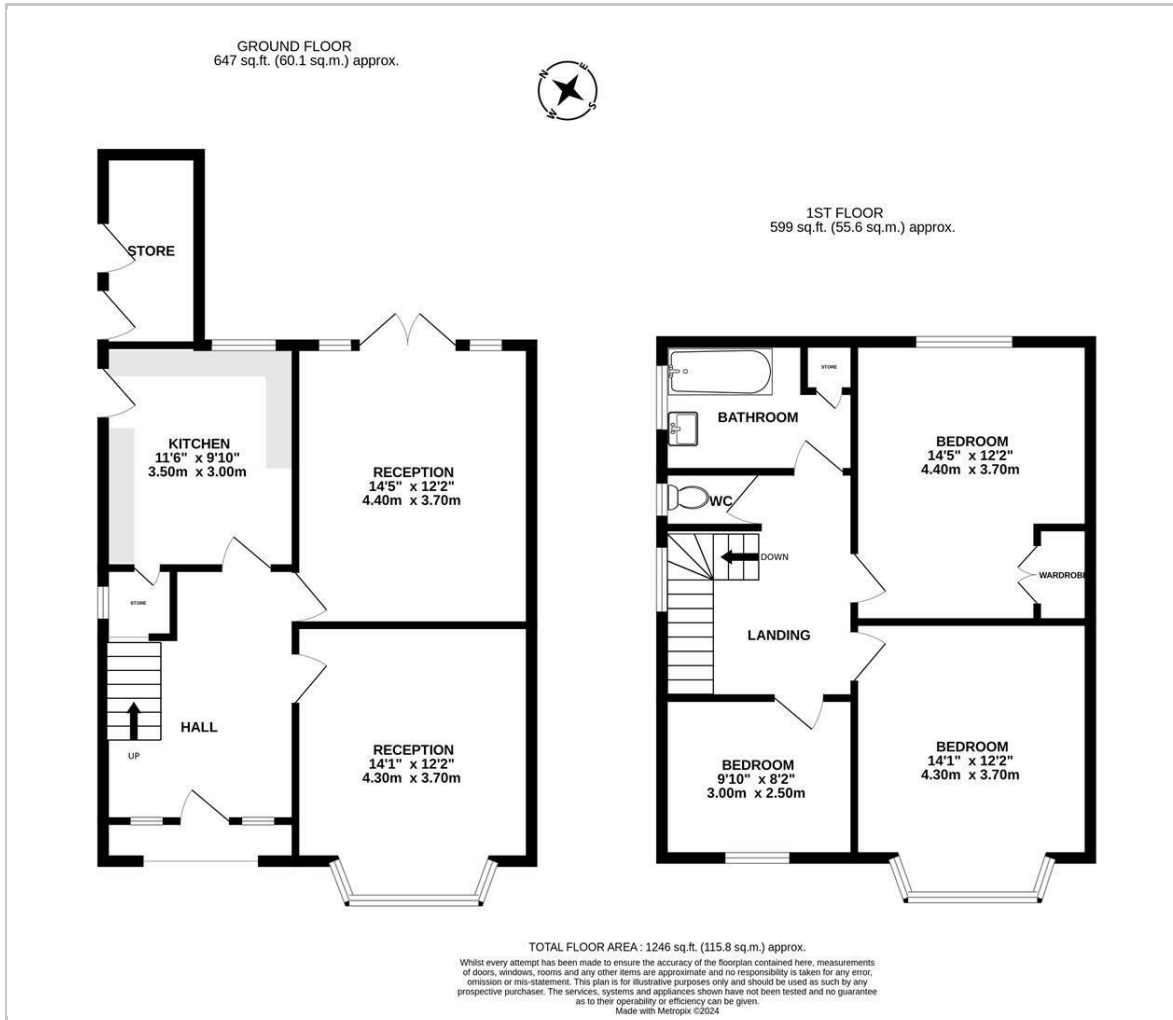 GROUND FLOOR
647 sq.ft. (60.1 sq.m.) approx.
N
E
S
W
1ST FLOOR
599 sq.ft. (55.6 sq.m.) approx.
STORE
KITCHEN
11'6" x 9'10"
3.50m x 3.00m
RECEPTION
14'5" x 12'2"
4.40m x 3.70m
STORE
HALL
UP
RECEPTION
14'1" x 12'2"
4.30m x 3.70m
STORE
BATHROOM
BEDROOM
14'5" x 12'2"
4.40m x 3.70m
WC
DOWN
WARDROBE
LANDING
BEDROOM
9'10" x 8'2"
3.00m x 2.50m
BEDROOM
14'1" x 12'2"
4.30m x 3.70m
TOTAL FLOOR AREA : 1246 sq.ft. (115.8 sq.m.) approx.
Whilst every attempt has been made to ensure the accuracy of the floorplan contained here, measurements
of doors, windows, rooms and any other items are approximate and no responsibility is taken for any error,
omission or mis-statement. This plan is for illustrative purposes only and should be used as such by any
prospective purchaser. The services, systems and appliances shown have not been tested and no guarantee
as to their operability or efficiency can be given.
Made with Metropix ©2024